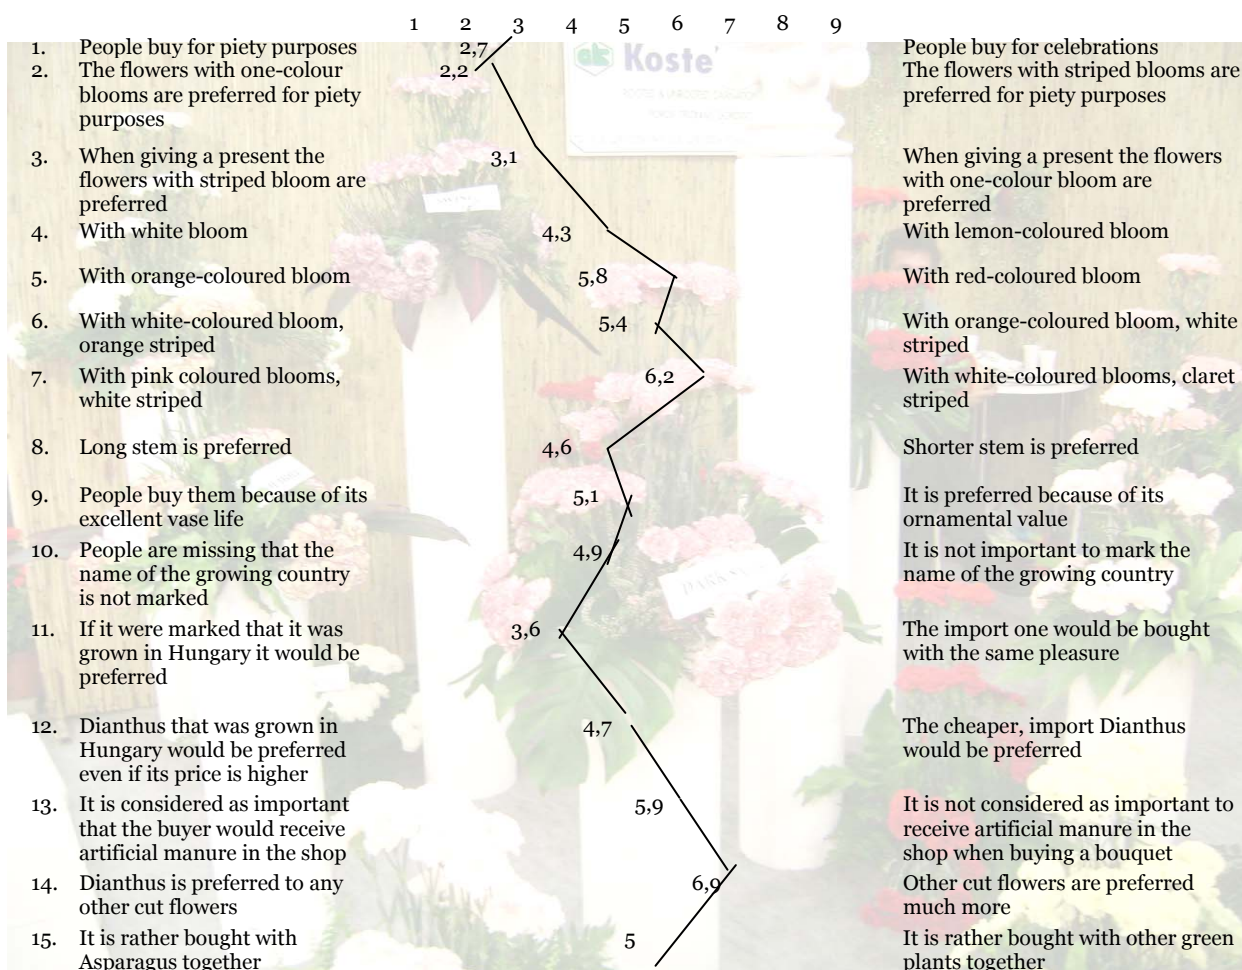 1 2 3 4 5 6 7 8 9
Koste
1. People buy for piety purposes 2,7 People buy for celebrations
2. The flowers with one-colour 2,2 The flowers with striped blooms are
blooms are preferred for piety preferred for piety purposes
purposes
3. When giving a present the 3,1 When giving a present the flowers
flowers with striped bloom are with one-colour bloom are
preferred preferred
4. With white bloom 4,3 With lemon-coloured bloom
5. With orange-coloured bloom 5,8 With red-coloured bloom
6. With white-coloured bloom, 5,4 With orange-coloured bloom, white
orange striped striped
7. With pink coloured blooms, 6,2 With white-coloured blooms, claret
white striped striped
8. Long stem is preferred 4,6 Shorter stem is preferred
9. People buy them because of its 5,1 It is preferred because of its
excellent vase life ornamental value
10. People are missing that the 4,9 It is not important to mark the
name of the growing country name of the growing country
is not marked
11. If it were marked that it was 3,6 The import one would be bought
grown in Hungary it would be with the same pleasure
preferred
12. Dianthus that was grown in 4,7 The cheaper, import Dianthus
Hungary would be preferred would be preferred
even if its price is higher
13. It is considered as important 5,9 It is not considered as important to
that the buyer would receive receive artificial manure in the
artificial manure in the shop shop when buying a bouquet
14. Dianthus is preferred to any 6,9 Other cut flowers are preferred
other cut flowers much more
15. It is rather bought with 5 It is rather bought with other green
Asparagus together plants together